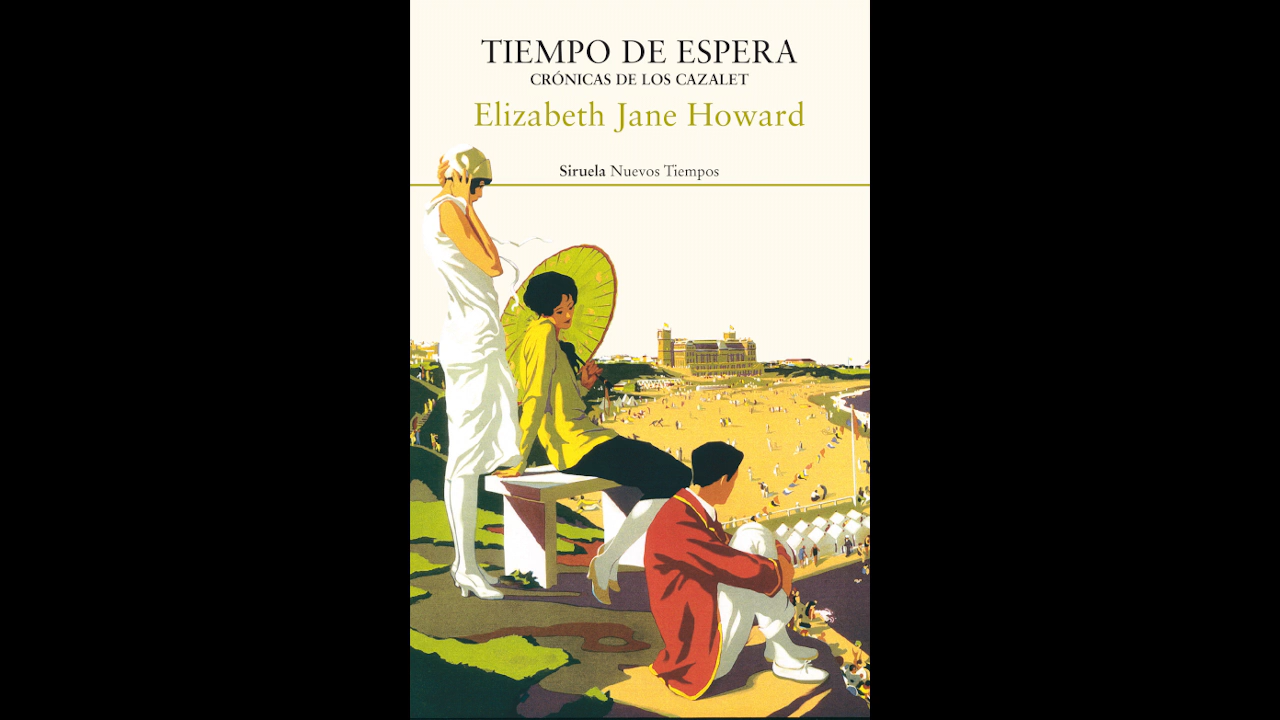 TIEMPO DE ESPERA
CRÓNICAS DE LOS CAZALET
Elizabeth Jane Howard
Siruela Nuevos Tiempos